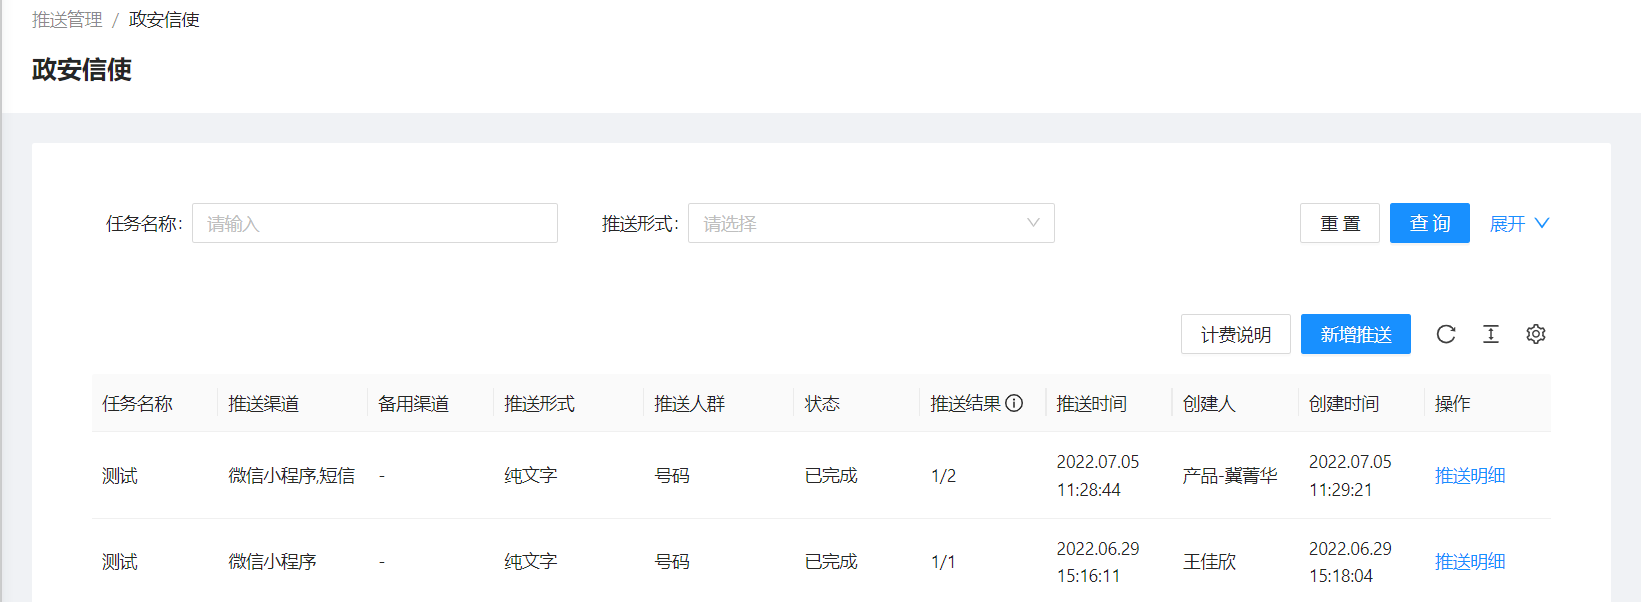 推送管理 / 政安信使
政安信使
任务名称: 请输入 推送形式: 请选择 重 置 查 询 展开
计费说明 新增推送
任务名称 推送渠道 备用渠道 推送形式 推送人群 状态 推送结果 推送时间 创建人 创建时间 操作
测试 微信小程序,短信 - 纯文字 号码 已完成 1/2 2022.07.05 11:28:44 产品-冀菁华 2022.07.05 11:29:21 推送明细
测试 微信小程序 - 纯文字 号码 已完成 1/1 2022.06.29 15:16:11 王佳欣 2022.06.29 15:18:04 推送明细